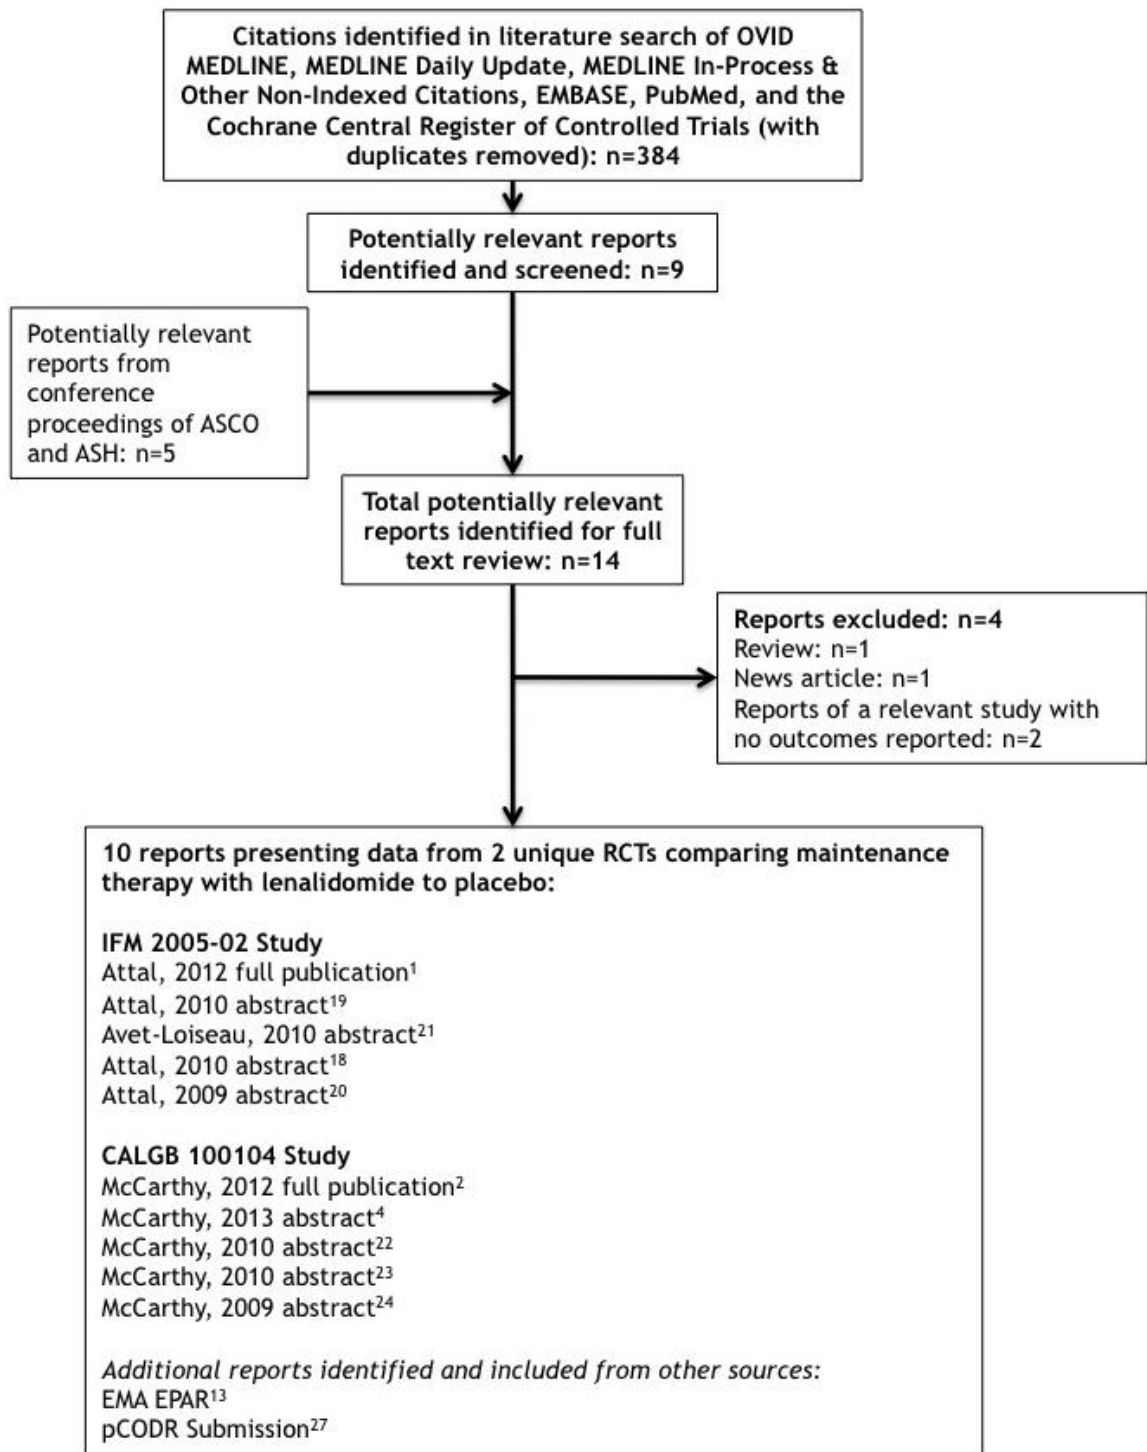 Citations identified in literature search of OVID
MEDLINE, MEDLINE Daily Update, MEDLINE In-Process &
Other Non-Indexed Citations, EMBASE, PubMed, and the
Cochrane Central Register of Controlled Trials (with
duplicates removed): n=384
Potentially relevant reports
identified and screened: n=9
Potentially relevant
reports from
conference
proceedings of ASCO
and ASH: n=5
Total potentially relevant
reports identified for full
text review: n=14
Reports excluded: n=4
Review: n=1
News article: n=1
Reports of a relevant study with
no outcomes reported: n=2
10 reports presenting data from 2 unique RCTs comparing maintenance
therapy with lenalidomide to placebo:
IFM 2005-02 Study
Attal, 2012 full publication¹
Attal, 2010 abstract¹⁹
Avet-Loiseau, 2010 abstract²¹
Attal, 2010 abstract¹⁸
Attal, 2009 abstract²⁰
CALGB 100104 Study
McCarthy, 2012 full publication²
McCarthy, 2013 abstract⁴
McCarthy, 2010 abstract²²
McCarthy, 2010 abstract²³
McCarthy, 2009 abstract²⁴
Additional reports identified and included from other sources:
EMA EPAR¹³
pCODR Submission²⁷